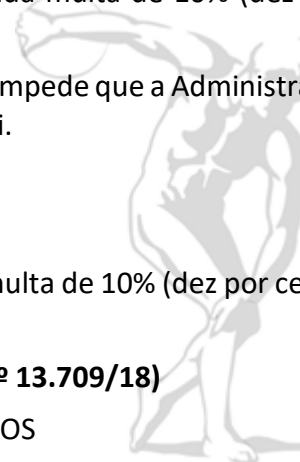 multa de 10% (dez
mpede que a Administra
i.
ulta de 10% (dez por ce
º 13.709/18)
OS